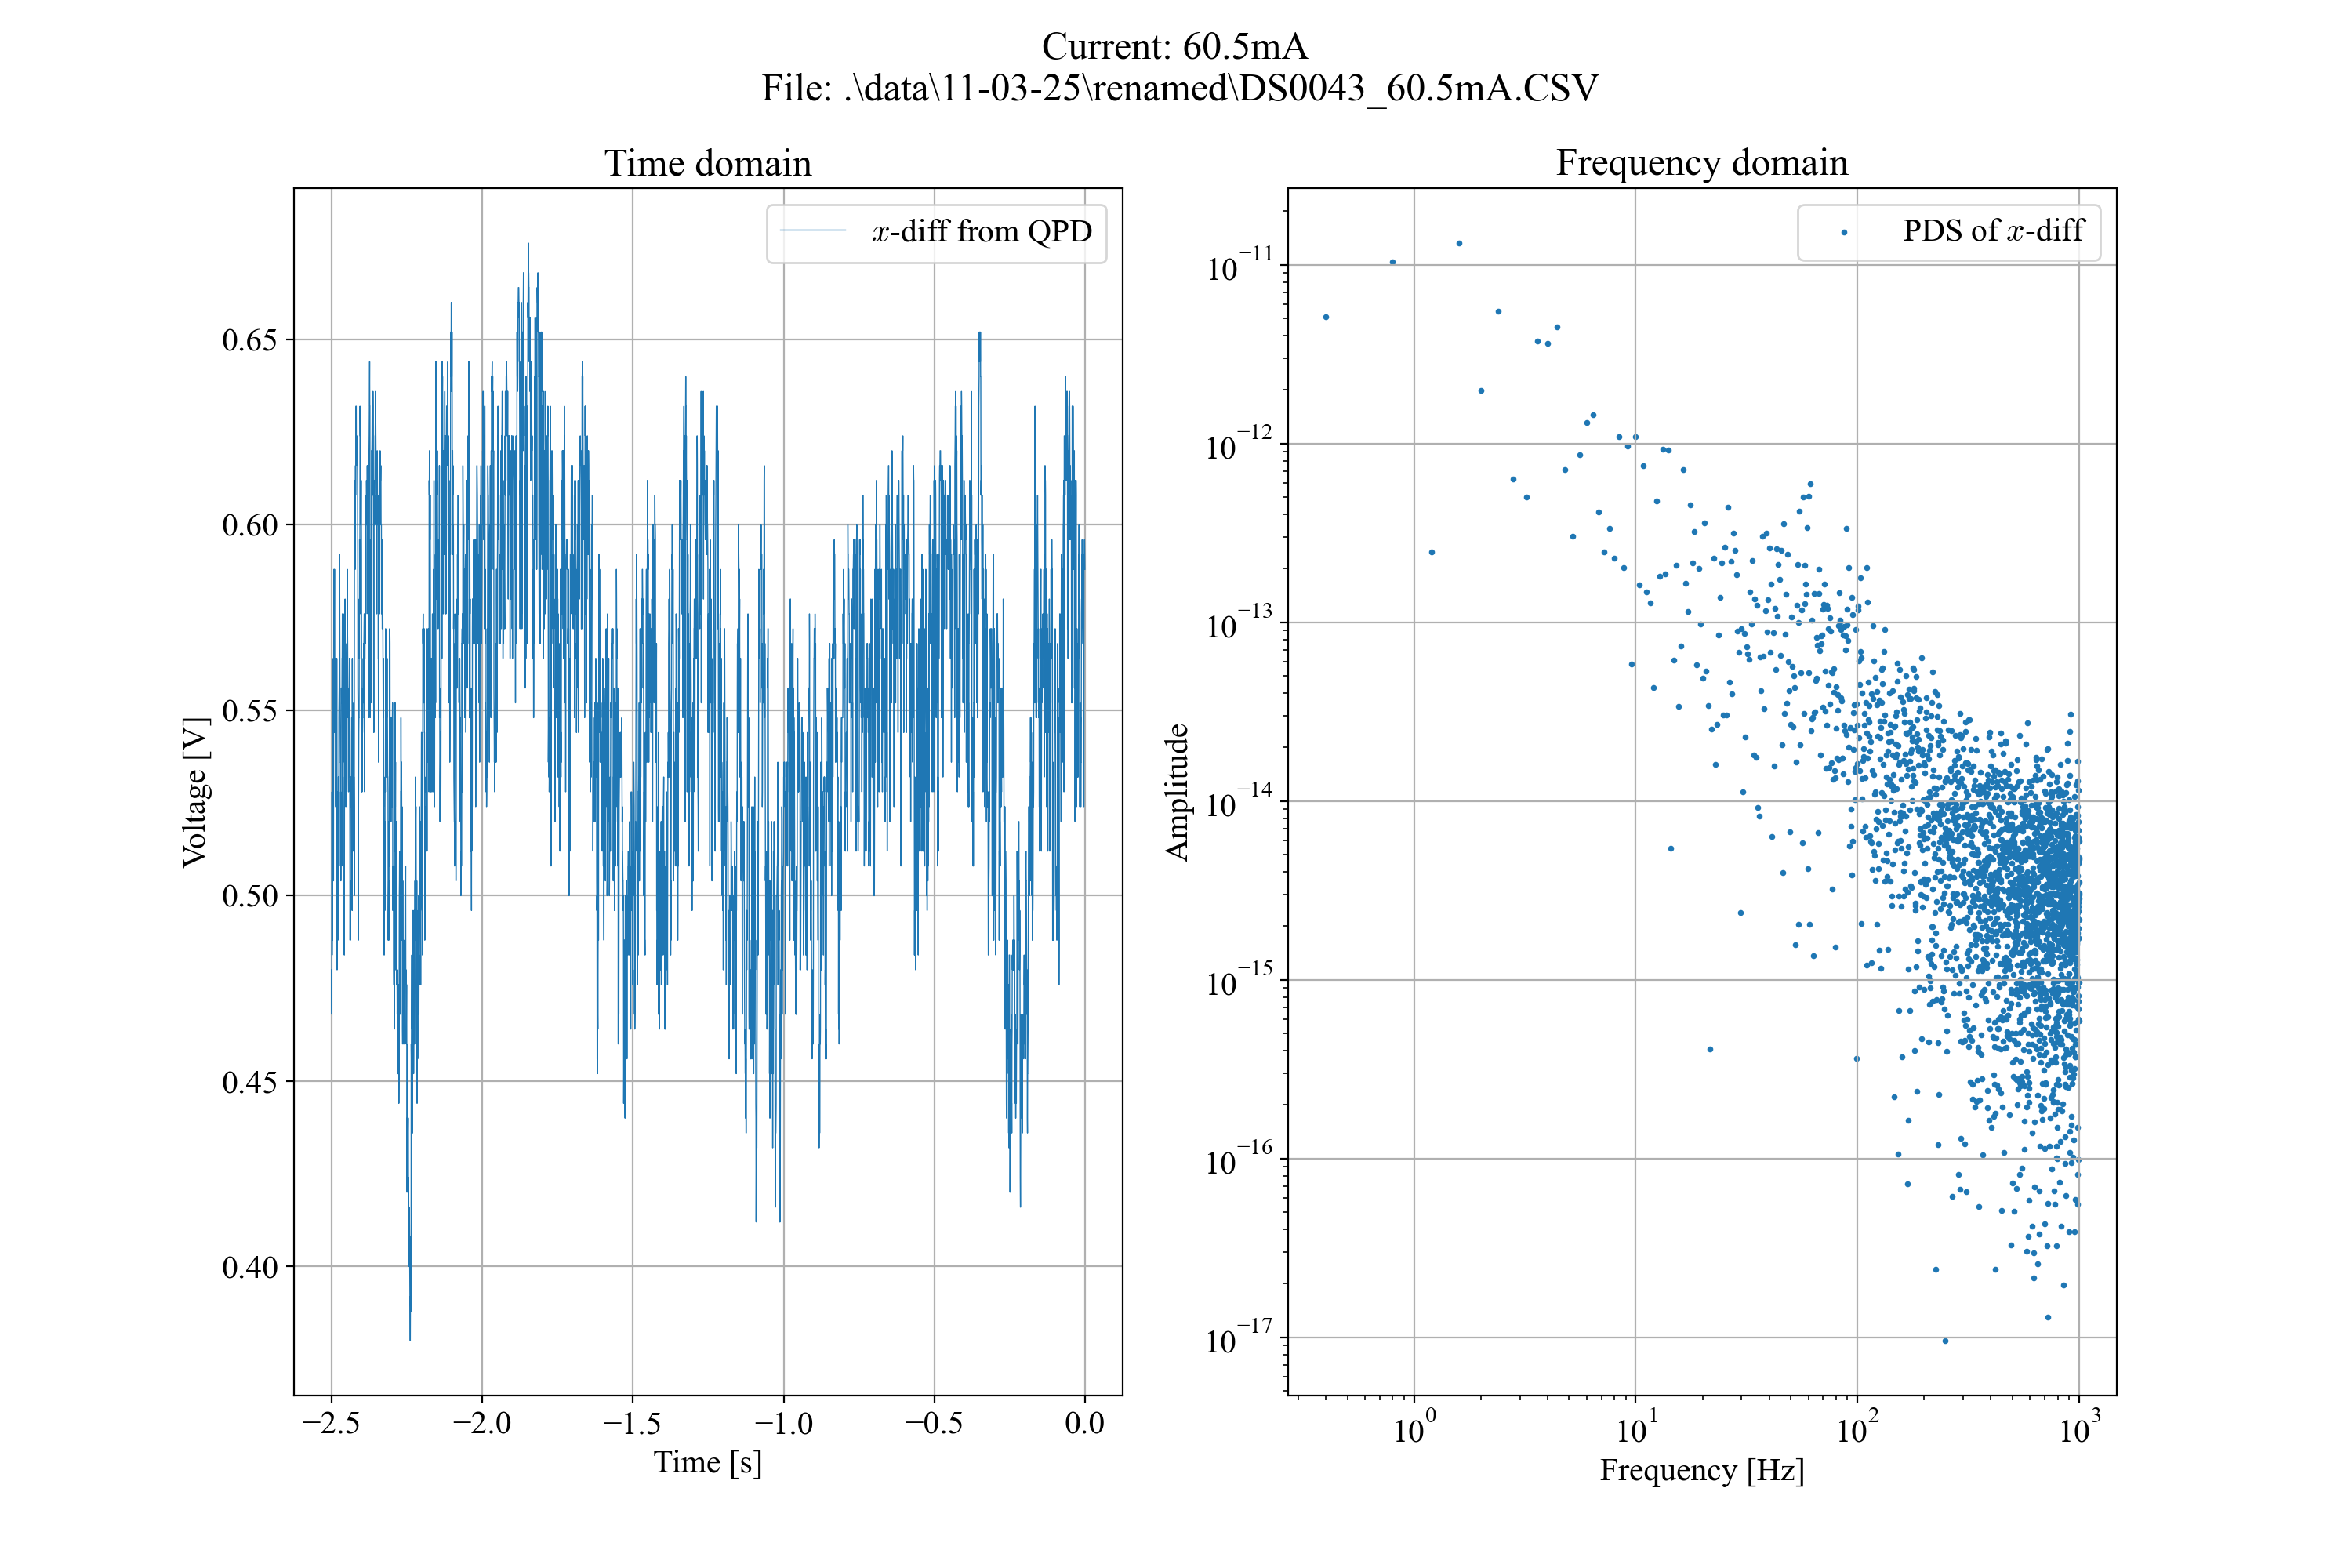 Current: 60.5mA
File: .\data\11-03-25\renamed\DS0043_60.5mA.CSV
Time domain
x-diff from QPD
0.65
0.60
0.55
0.50
0.45
0.40
Voltage [V]
−2.5 −2.0 −1.5 −1.0 −0.5 0.0
Time [s]
Frequency domain
PDS of x-diff
10⁻¹¹
10⁻¹²
10⁻¹³
10⁻¹⁴
10⁻¹⁵
10⁻¹⁶
10⁻¹⁷
Amplitude
10⁰ 10¹ 10² 10³
Frequency [Hz]